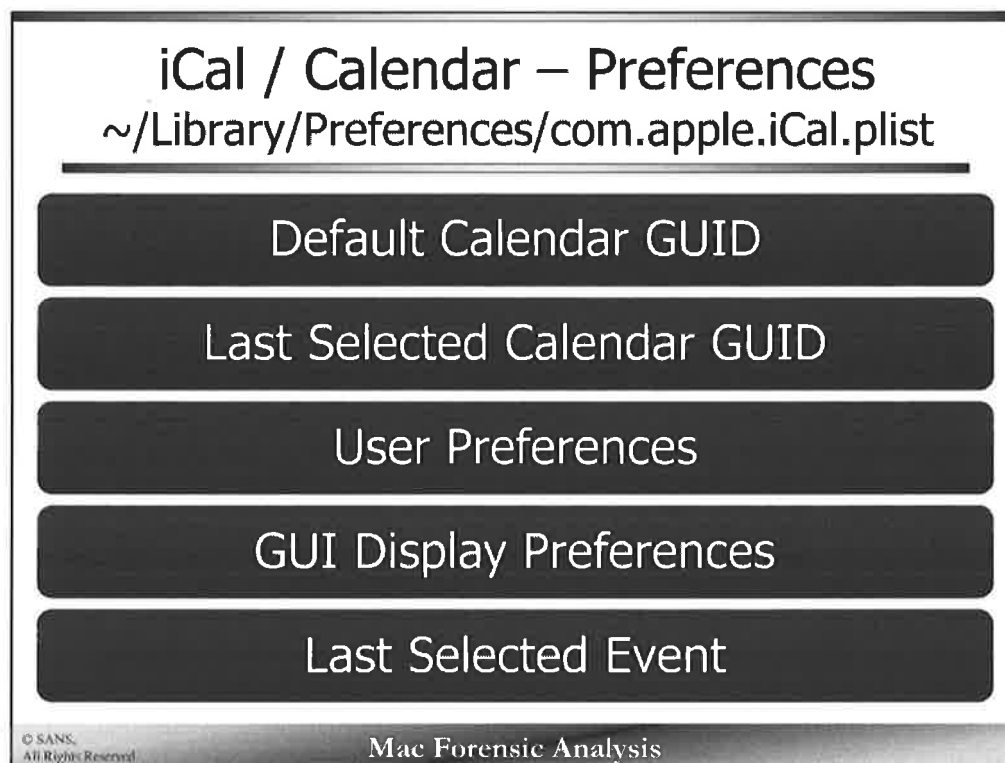 iCal / Calendar – Preferences
~/Library/Preferences/com.apple.iCal.plist
Default Calendar GUID
Last Selected Calendar GUID
User Preferences
GUI Display Preferences
Last Selected Event
© SANS,
All Rights Reserved
Mac Forensic Analysis